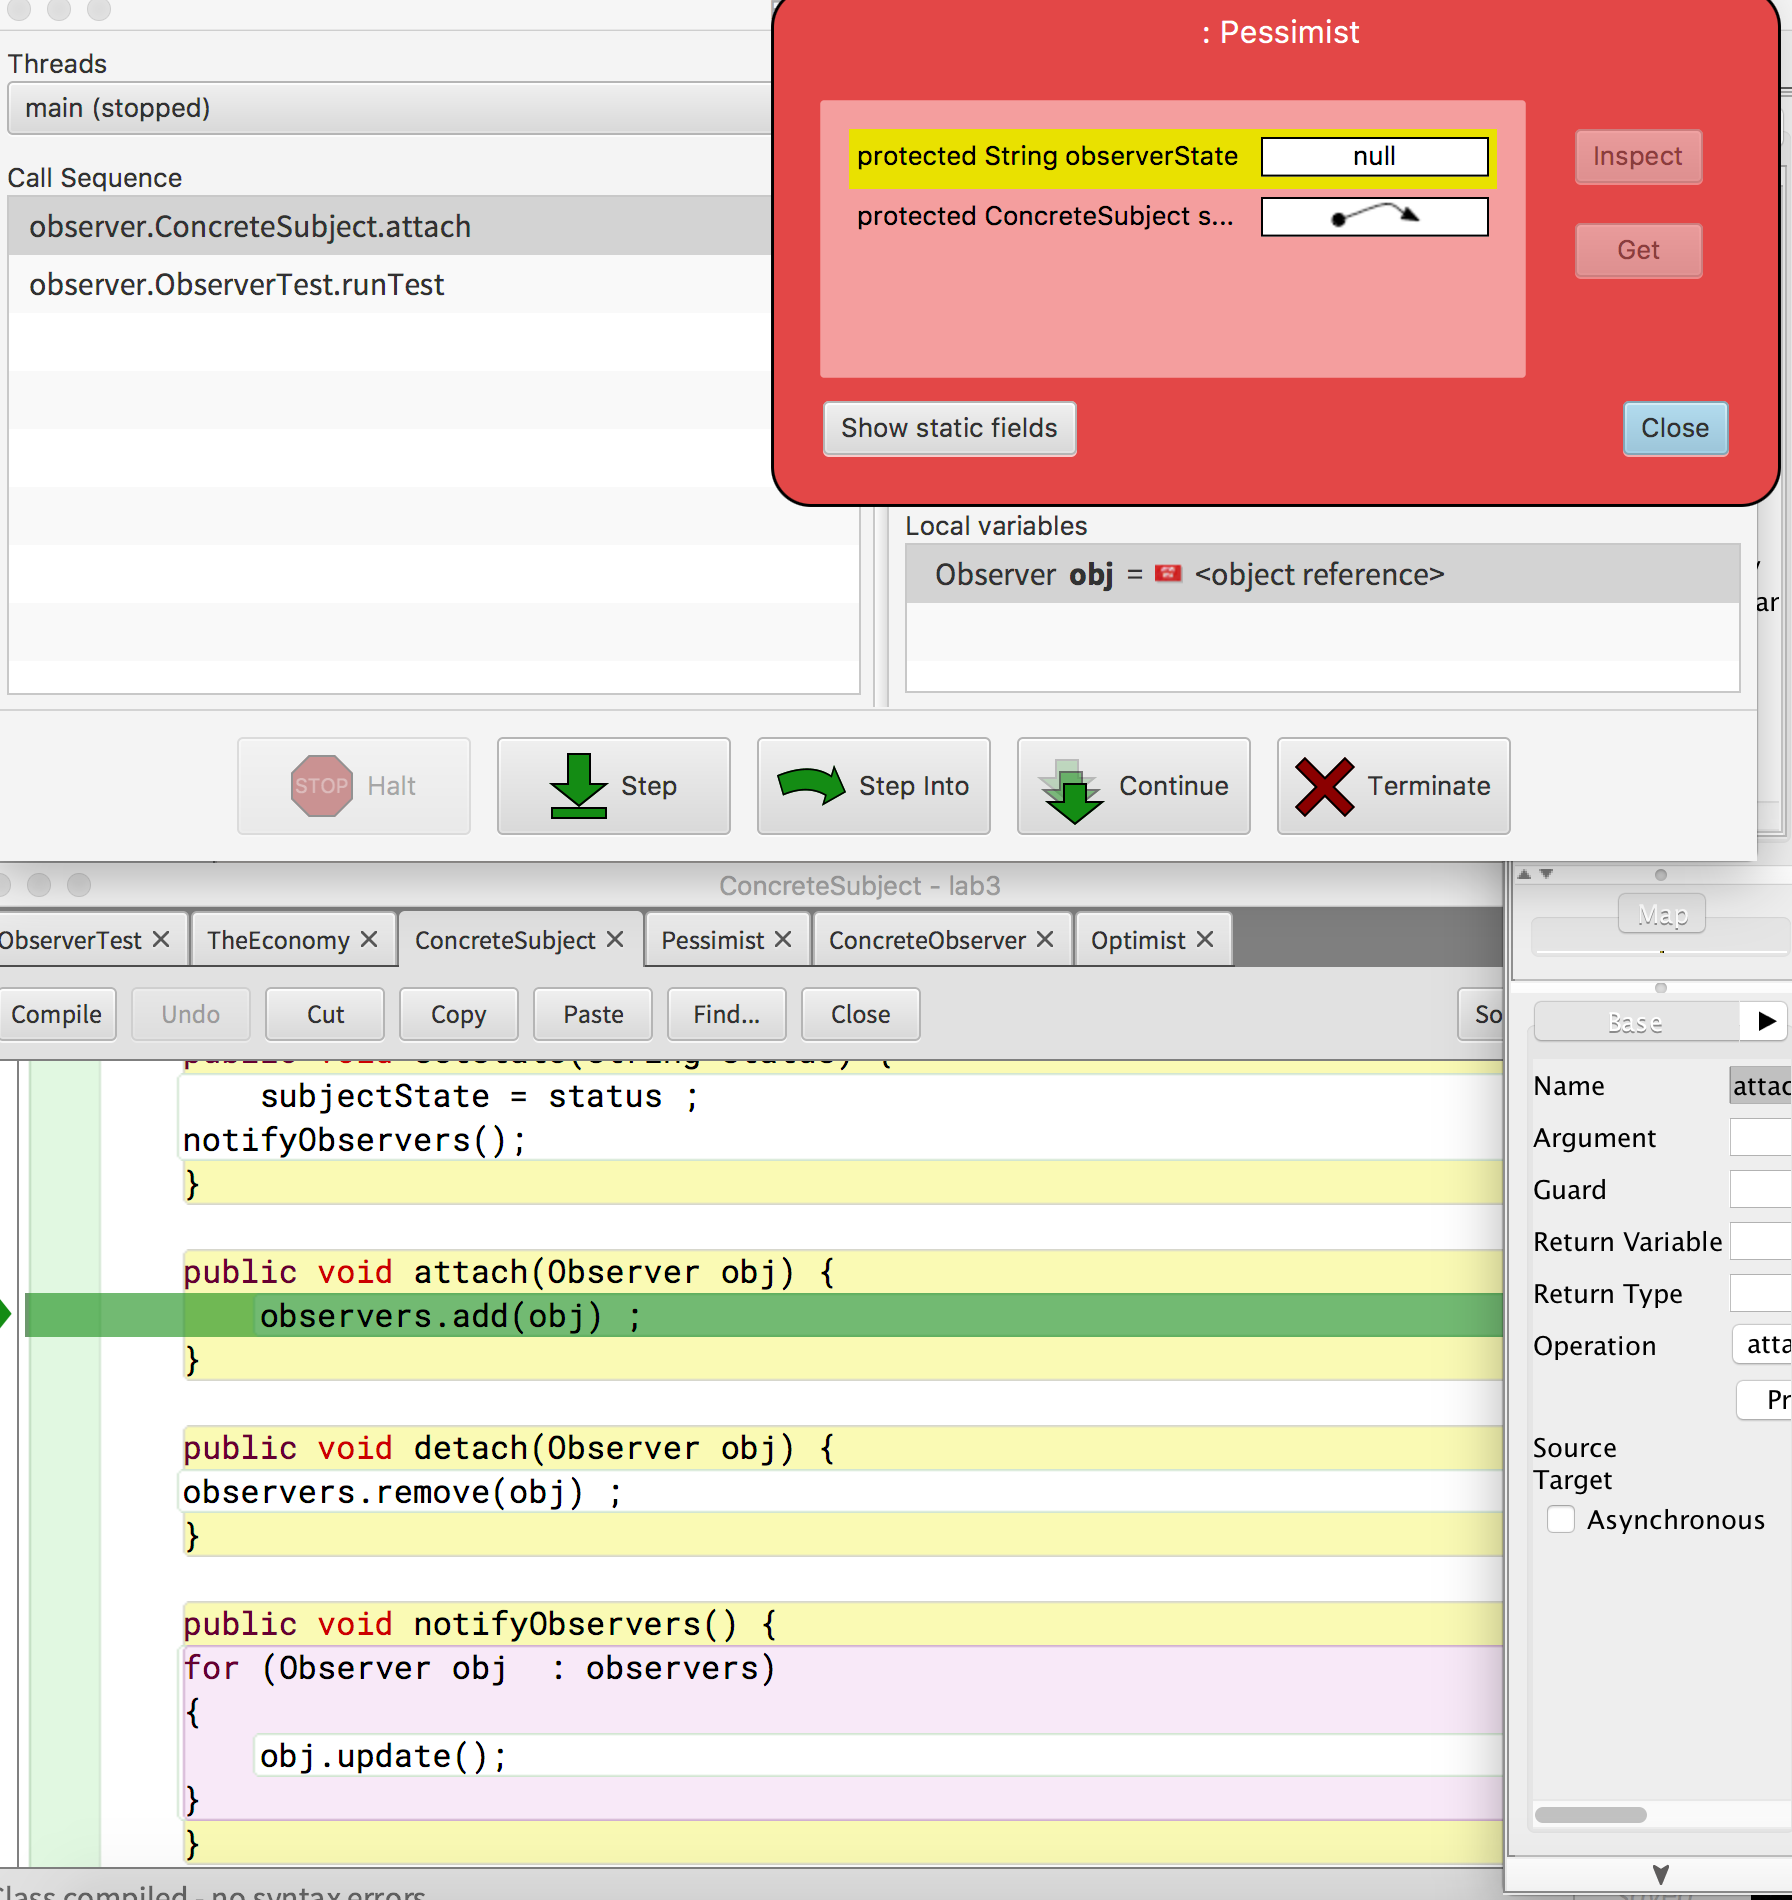 Threads
main (stopped)
Call Sequence
observer.ConcreteSubject.attach
observer.ObserverTest.runTest
: Pessimist
protected String observerState null
protected ConcreteSubject s...
Inspect
Get
Show static fields
Close
Local variables
Observer obj = <object reference>
ar
STOP Halt
Step
Step Into
Continue
Terminate
ConcreteSubject - lab3
ObserverTest
TheEconomy
ConcreteSubject
Pessimist
ConcreteObserver
Optimist
Compile
Undo
Cut
Copy
Paste
Find...
Close
So
public void setState(String status) {
subjectState = status ;
notifyObservers();
}
public void attach(Observer obj) {
observers.add(obj) ;
}
public void detach(Observer obj) {
observers.remove(obj) ;
}
public void notifyObservers() {
for (Observer obj  : observers)
{
obj.update();
}
}
Class compiled - no syntax errors
Map
Base
Name attac
Argument
Guard
Return Variable
Return Type
Operation atta
Pr
Source
Target
Asynchronous